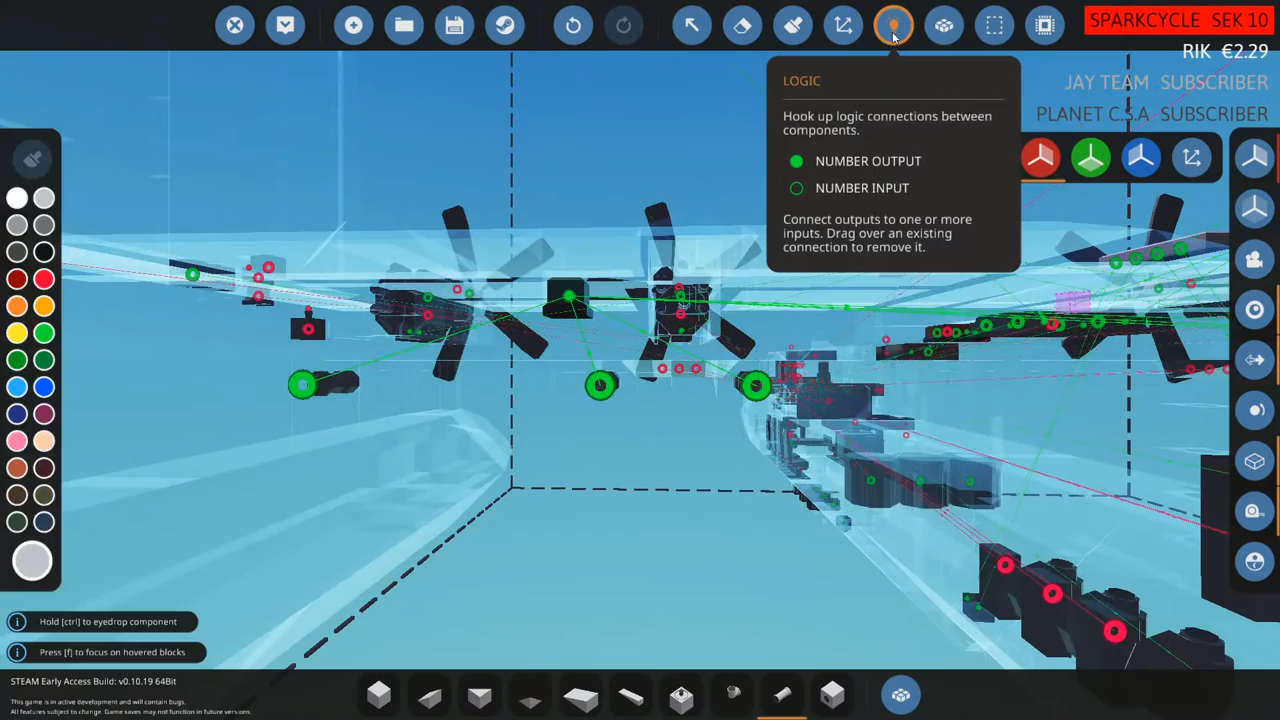 SPARKCYCLE SEK 10
RIK €2.29
JAY TEAM SUBSCRIBER
PLANET C.S.A SUBSCRIBER
LOGIC
Hook up logic connections between
components.
NUMBER OUTPUT
NUMBER INPUT
Connect outputs to one or more
inputs. Drag over an existing
connection to remove it.
Hold [ctrl] to eyedrop component
Press [f] to focus on hovered blocks
STEAM Early Access Build: v0.10.19 64Bit
This game is in active development and will contain bugs.
All features subject to change. Game saves may not function in future versions.